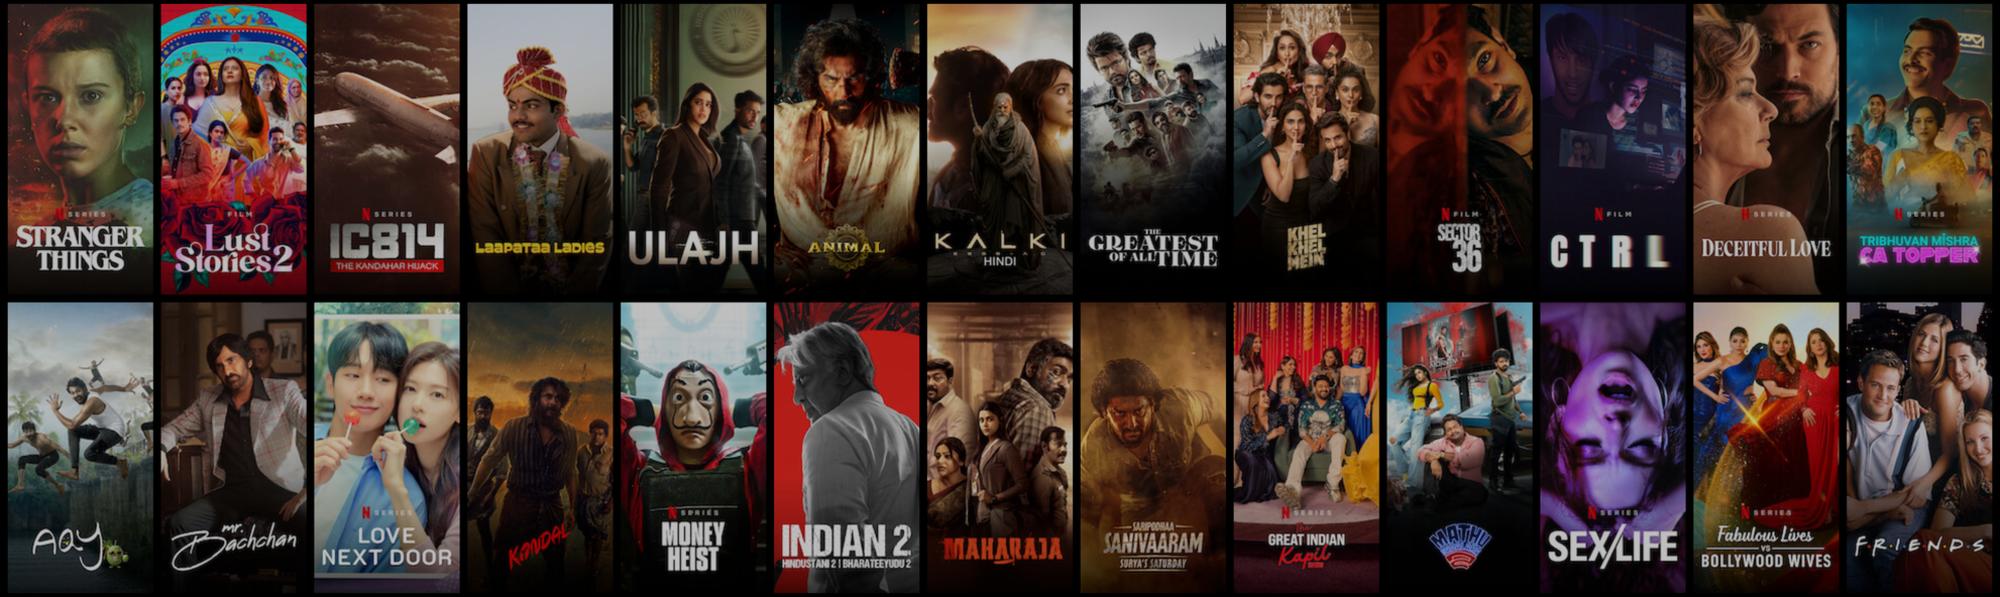 N SERIES
STRANGER
THINGS
N FILM
Lust
Stories 2
N SERIES
IC814
THE KANDAHAR HIJACK
LAAPATAA LADIES
ULAJH
ANIMAL
KALKI
HINDI
THE
GREATEST
OF ALL TIME
KHEL
KHEL
MEIN
N FILM
SECTOR
36
N FILM
CTRL
N SERIES
DECEITFUL LOVE
N SERIES
TRIBHUVAN MISHRA
CA TOPPER
AAY
mr.
Bachchan
N SERIES
LOVE
NEXT DOOR
KONDAL
N SERIES
MONEY
HEIST
INDIAN 2
HINDUSTANI 2 | BHARATEEYUDU 2
MAHARAJA
SARIPODHAA
SANIVAARAM
SURYA'S SATURDAY
N SERIES
The
GREAT INDIAN
Kapil
MATHU
N SERIES
SEX/LIFE
N SERIES
Fabulous Lives
VS
BOLLYWOOD WIVES
F·R·I·E·N·D·S